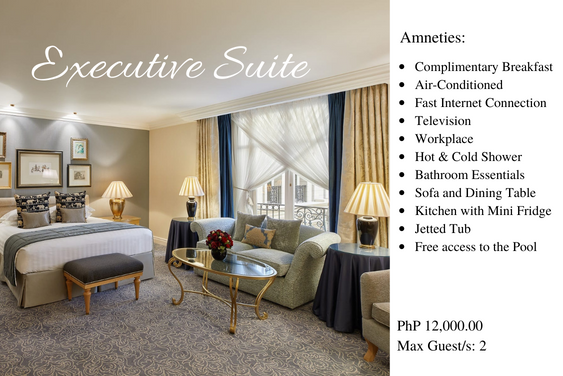 Executive Suite
Amneties:
• Complimentary Breakfast
• Air-Conditioned
• Fast Internet Connection
• Television
• Workplace
• Hot & Cold Shower
• Bathroom Essentials
• Sofa and Dining Table
• Kitchen with Mini Fridge
• Jetted Tub
• Free access to the Pool
PhP 12,000.00
Max Guest/s: 2